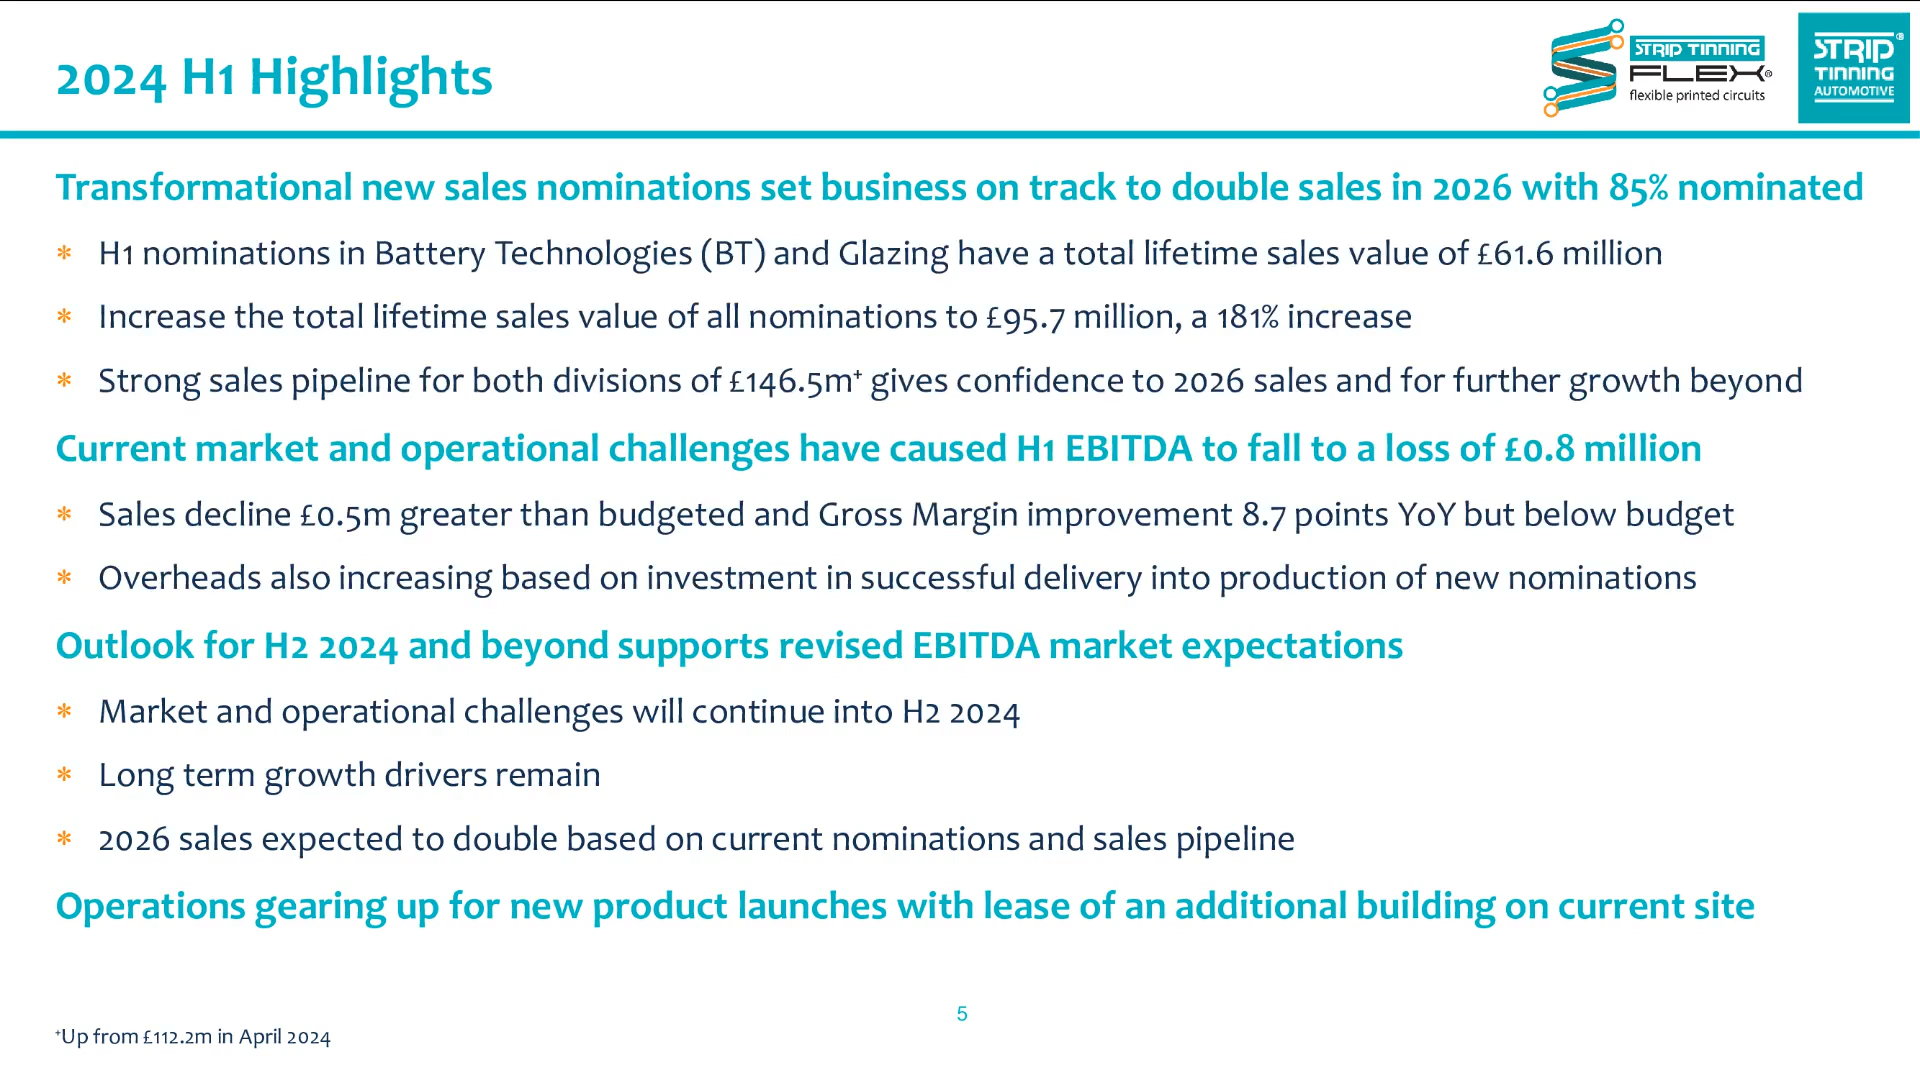 2024 H1 Highlights
STRIP TINNING
FLEX®
flexible printed circuits
STRIP®
TINNING
AUTOMOTIVE
Transformational new sales nominations set business on track to double sales in 2026 with 85% nominated
* H1 nominations in Battery Technologies (BT) and Glazing have a total lifetime sales value of £61.6 million
* Increase the total lifetime sales value of all nominations to £95.7 million, a 181% increase
* Strong sales pipeline for both divisions of £146.5m⁺ gives confidence to 2026 sales and for further growth beyond
Current market and operational challenges have caused H1 EBITDA to fall to a loss of £0.8 million
* Sales decline £0.5m greater than budgeted and Gross Margin improvement 8.7 points YoY but below budget
* Overheads also increasing based on investment in successful delivery into production of new nominations
Outlook for H2 2024 and beyond supports revised EBITDA market expectations
* Market and operational challenges will continue into H2 2024
* Long term growth drivers remain
* 2026 sales expected to double based on current nominations and sales pipeline
Operations gearing up for new product launches with lease of an additional building on current site
5
⁺Up from £112.2m in April 2024